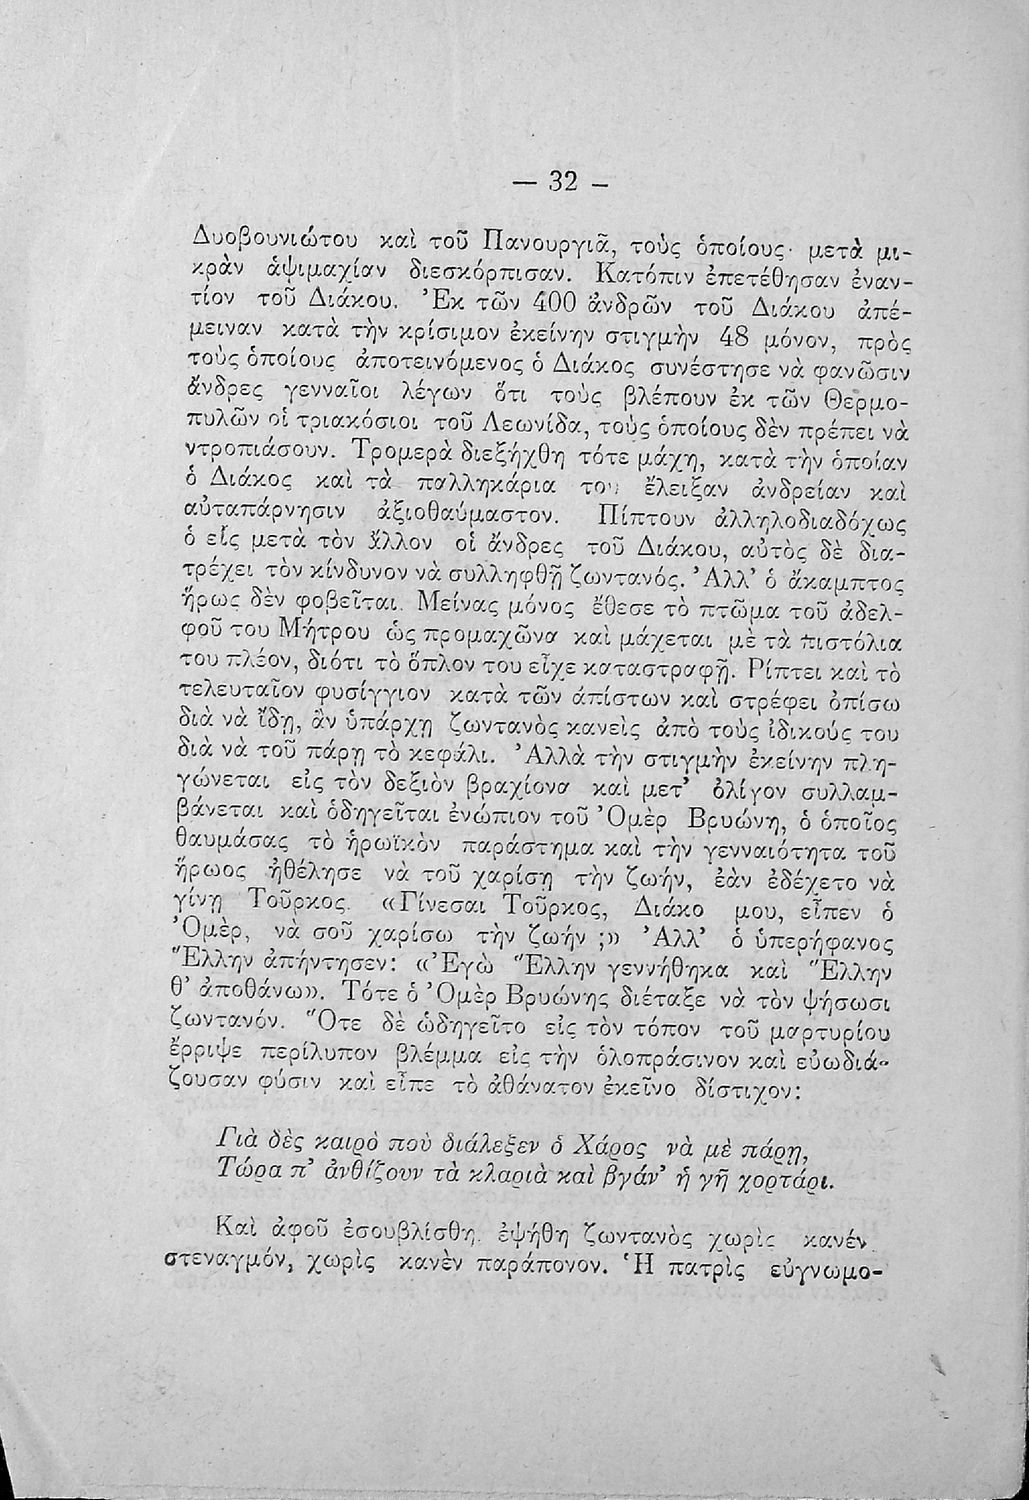 — 32 —
Δυοβουνιώτου καὶ τοῦ Πανουργιᾶ, τοὺς ὁποίους· μετὰ μι-
κρὰν ἁψιμαχίαν διεσκόρπισαν. Κατόπιν ἐπετέθησαν ἐναν-
τίον τοῦ Διάκου. Ἐκ τῶν 400 ἀνδρῶν τοῦ Διάκου ἀπέ-
μειναν κατὰ τὴν κρίσιμον ἐκείνην στιγμὴν 48 μόνον, πρὸς
τοὺς ὁποίους ἀποτεινόμενος ὁ Διάκος συνέστησε νὰ φανῶσιν
ἄνδρες γενναῖοι λέγων ὅτι τοὺς βλέπουν ἐκ τῶν Θερμο-
πυλῶν οἱ τριακόσιοι τοῦ Λεωνίδα, τοὺς ὁποίους δὲν πρέπει νὰ
ντροπιάσουν. Τρομερὰ διεξήχθη τότε μάχη, κατὰ τὴν ὁποίαν
ὁ Διάκος καὶ τὰ παλληκάρια του ἔλειξαν ἀνδρείαν καὶ
αὐταπάρνησιν ἀξιοθαύμαστον. Πίπτουν ἀλληλοδιαδόχως
ὁ εἷς μετὰ τὸν ἄλλον οἱ ἄνδρες τοῦ Διάκου, αὐτὸς δὲ δια-
τρέχει τὸν κίνδυνον νὰ συλληφθῇ ζωντανός. Ἀλλ' ὁ ἄκαμπτος
ἥρως δὲν φοβεῖται. Μείνας μόνος ἔθεσε τὸ πτῶμα τοῦ ἀδελ-
φοῦ του Μήτρου ὡς προμαχῶνα καὶ μάχεται μὲ τὰ πιστόλια
του πλέον, διότι τὸ ὅπλον του εἶχε καταστραφῇ. Ρίπτει καὶ τὸ
τελευταῖον φυσίγγιον κατὰ τῶν ἀπίστων καὶ στρέφει ὀπίσω
διὰ νὰ ἴδῃ, ἂν ὑπάρχῃ ζωντανὸς κανεὶς ἀπὸ τοὺς ἰδικούς του
διὰ νὰ τοῦ πάρῃ τὸ κεφάλι. Ἀλλὰ τὴν στιγμὴν ἐκείνην πλη-
γώνεται εἰς τὸν δεξιὸν βραχίονα καὶ μετ' ὀλίγον συλλαμ-
βάνεται καὶ ὁδηγεῖται ἐνώπιον τοῦ Ὀμὲρ Βρυώνη, ὁ ὁποῖος
θαυμάσας τὸ ἡρωϊκὸν παράστημα καὶ τὴν γενναιότητα τοῦ
ἥρωος ἠθέλησε νὰ τοῦ χαρίσῃ τὴν ζωήν, ἐὰν ἐδέχετο νὰ
γίνῃ Τοῦρκος. «Γίνεσαι Τοῦρκος, Διάκο μου, εἶπεν ὁ
Ὀμὲρ, νὰ σοῦ χαρίσω τὴν ζωήν ;» Ἀλλ' ὁ ὑπερήφανος
Ἕλλην ἀπήντησεν: «Ἐγὼ Ἕλλην γεννήθηκα καὶ Ἕλλην
θ' ἀποθάνω». Τότε ὁ Ὀμὲρ Βρυώνης διέταξε νὰ τὸν ψήσωσι
ζωντανόν. Ὅτε δὲ ὡδηγεῖτο εἰς τὸν τόπον τοῦ μαρτυρίου
ἔρριψε περίλυπον βλέμμα εἰς τὴν ὁλοπράσινον καὶ εὐωδιά-
ζουσαν φύσιν καὶ εἶπε τὸ ἀθάνατον ἐκεῖνο δίστιχον:
Γιὰ δὲς καιρὸ ποὺ διάλεξεν ὁ Χάρος νὰ μὲ πάρῃ,
Τώρα π' ἀνθίζουν τὰ κλαριὰ καὶ βγάν' ἡ γῆ χορτάρι.
Καὶ ἀφοῦ ἐσουβλίσθη. ἐψήθη ζωντανὸς χωρὶς κανέν
στεναγμόν, χωρὶς κανὲν παράπονον. Ἡ πατρὶς εὐγνωμο-